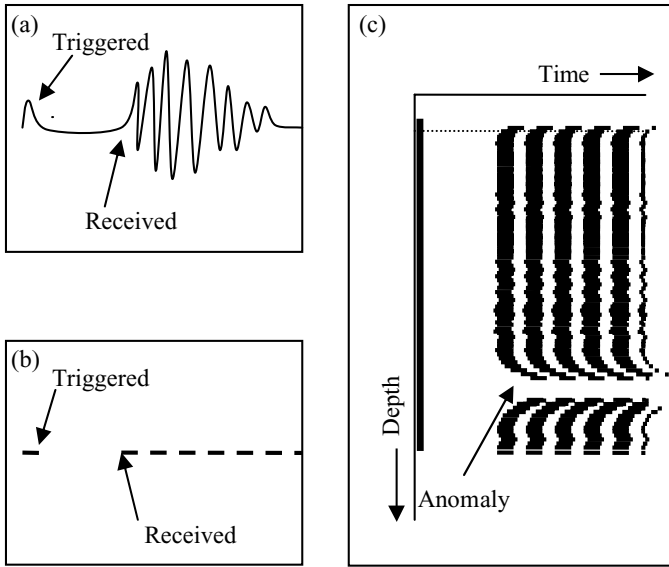 (a)
Triggered
Received
(b)
Triggered
Received
(c)
Time
Depth
Anomaly